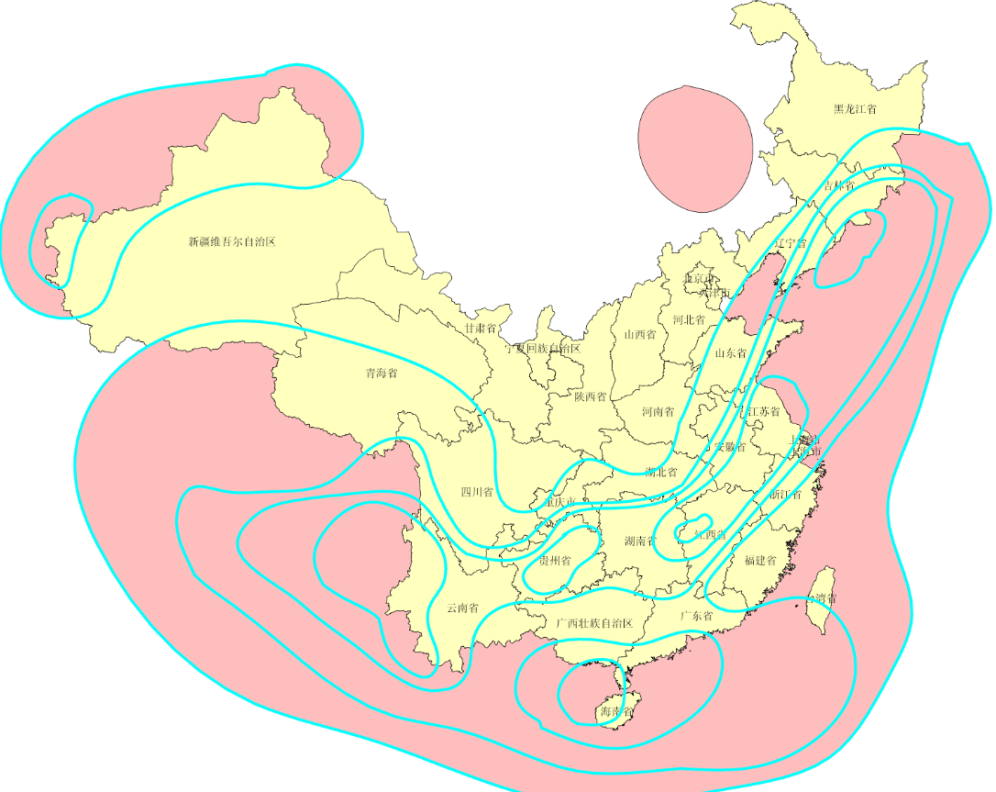 黑龙江省
吉林省
新疆维吾尔自治区
辽宁省
北京市
天津市
河北省
甘肃省
山西省
宁夏回族自治区
山东省
青海省
陕西省
河南省
江苏省
上海市
安徽省
湖北省
四川省
重庆市
浙江省
江西省
湖南省
贵州省
福建省
台湾省
云南省
广东省
广西壮族自治区
海南省